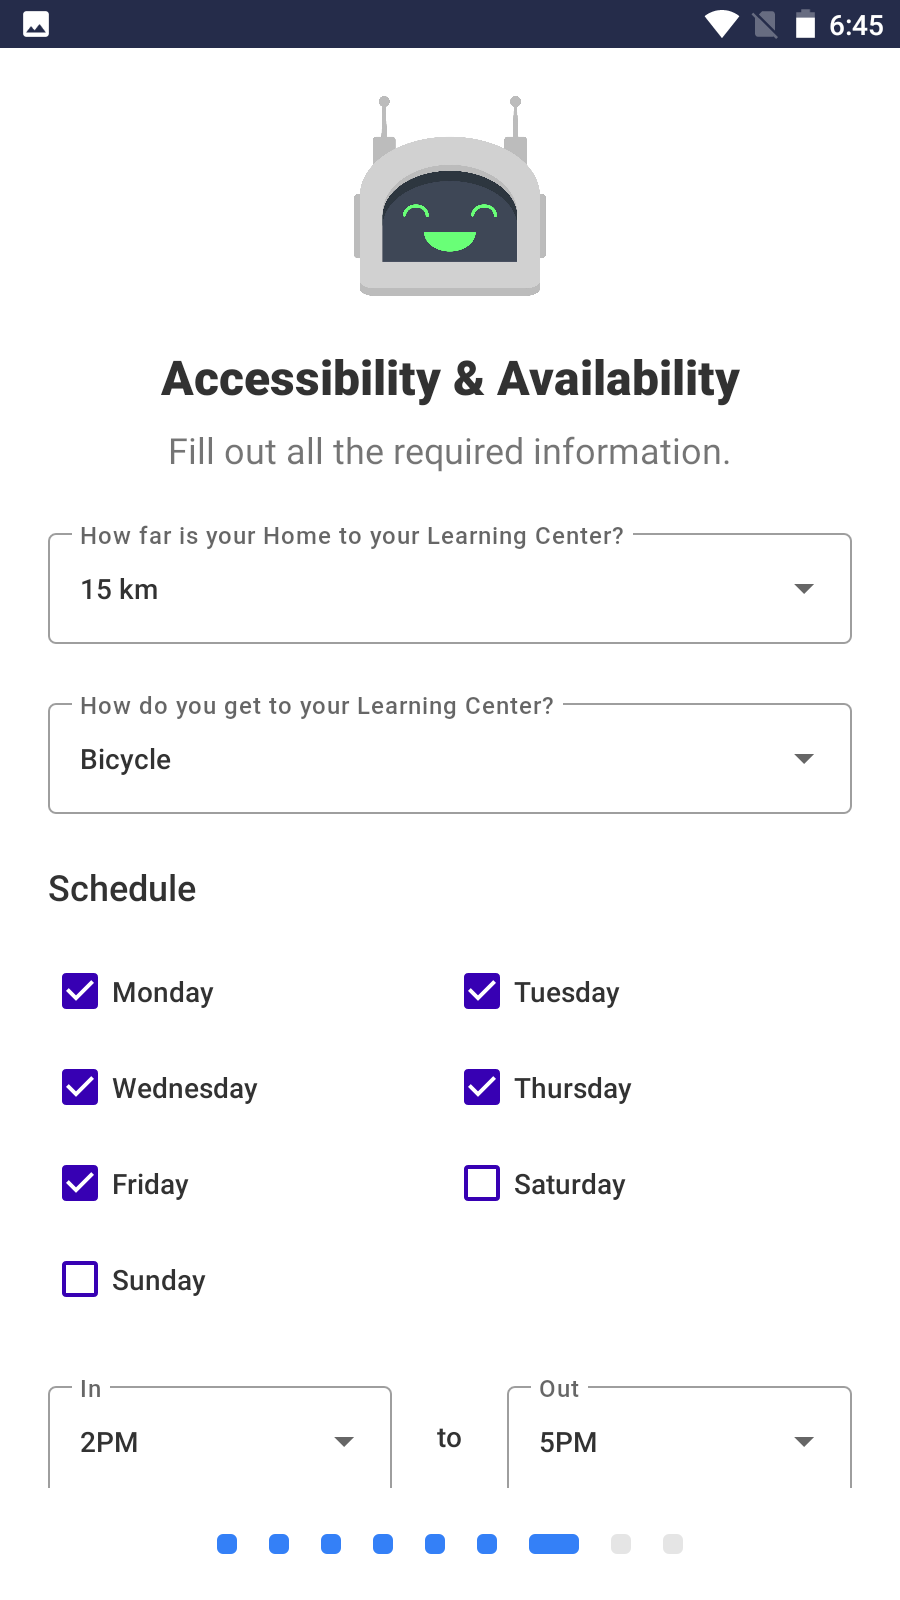 6:45
Accessibility & Availability
Fill out all the required information.
How far is your Home to your Learning Center?
15 km
How do you get to your Learning Center?
Bicycle
Schedule
Monday
Tuesday
Wednesday
Thursday
Friday
Saturday
Sunday
In
2PM
to
Out
5PM